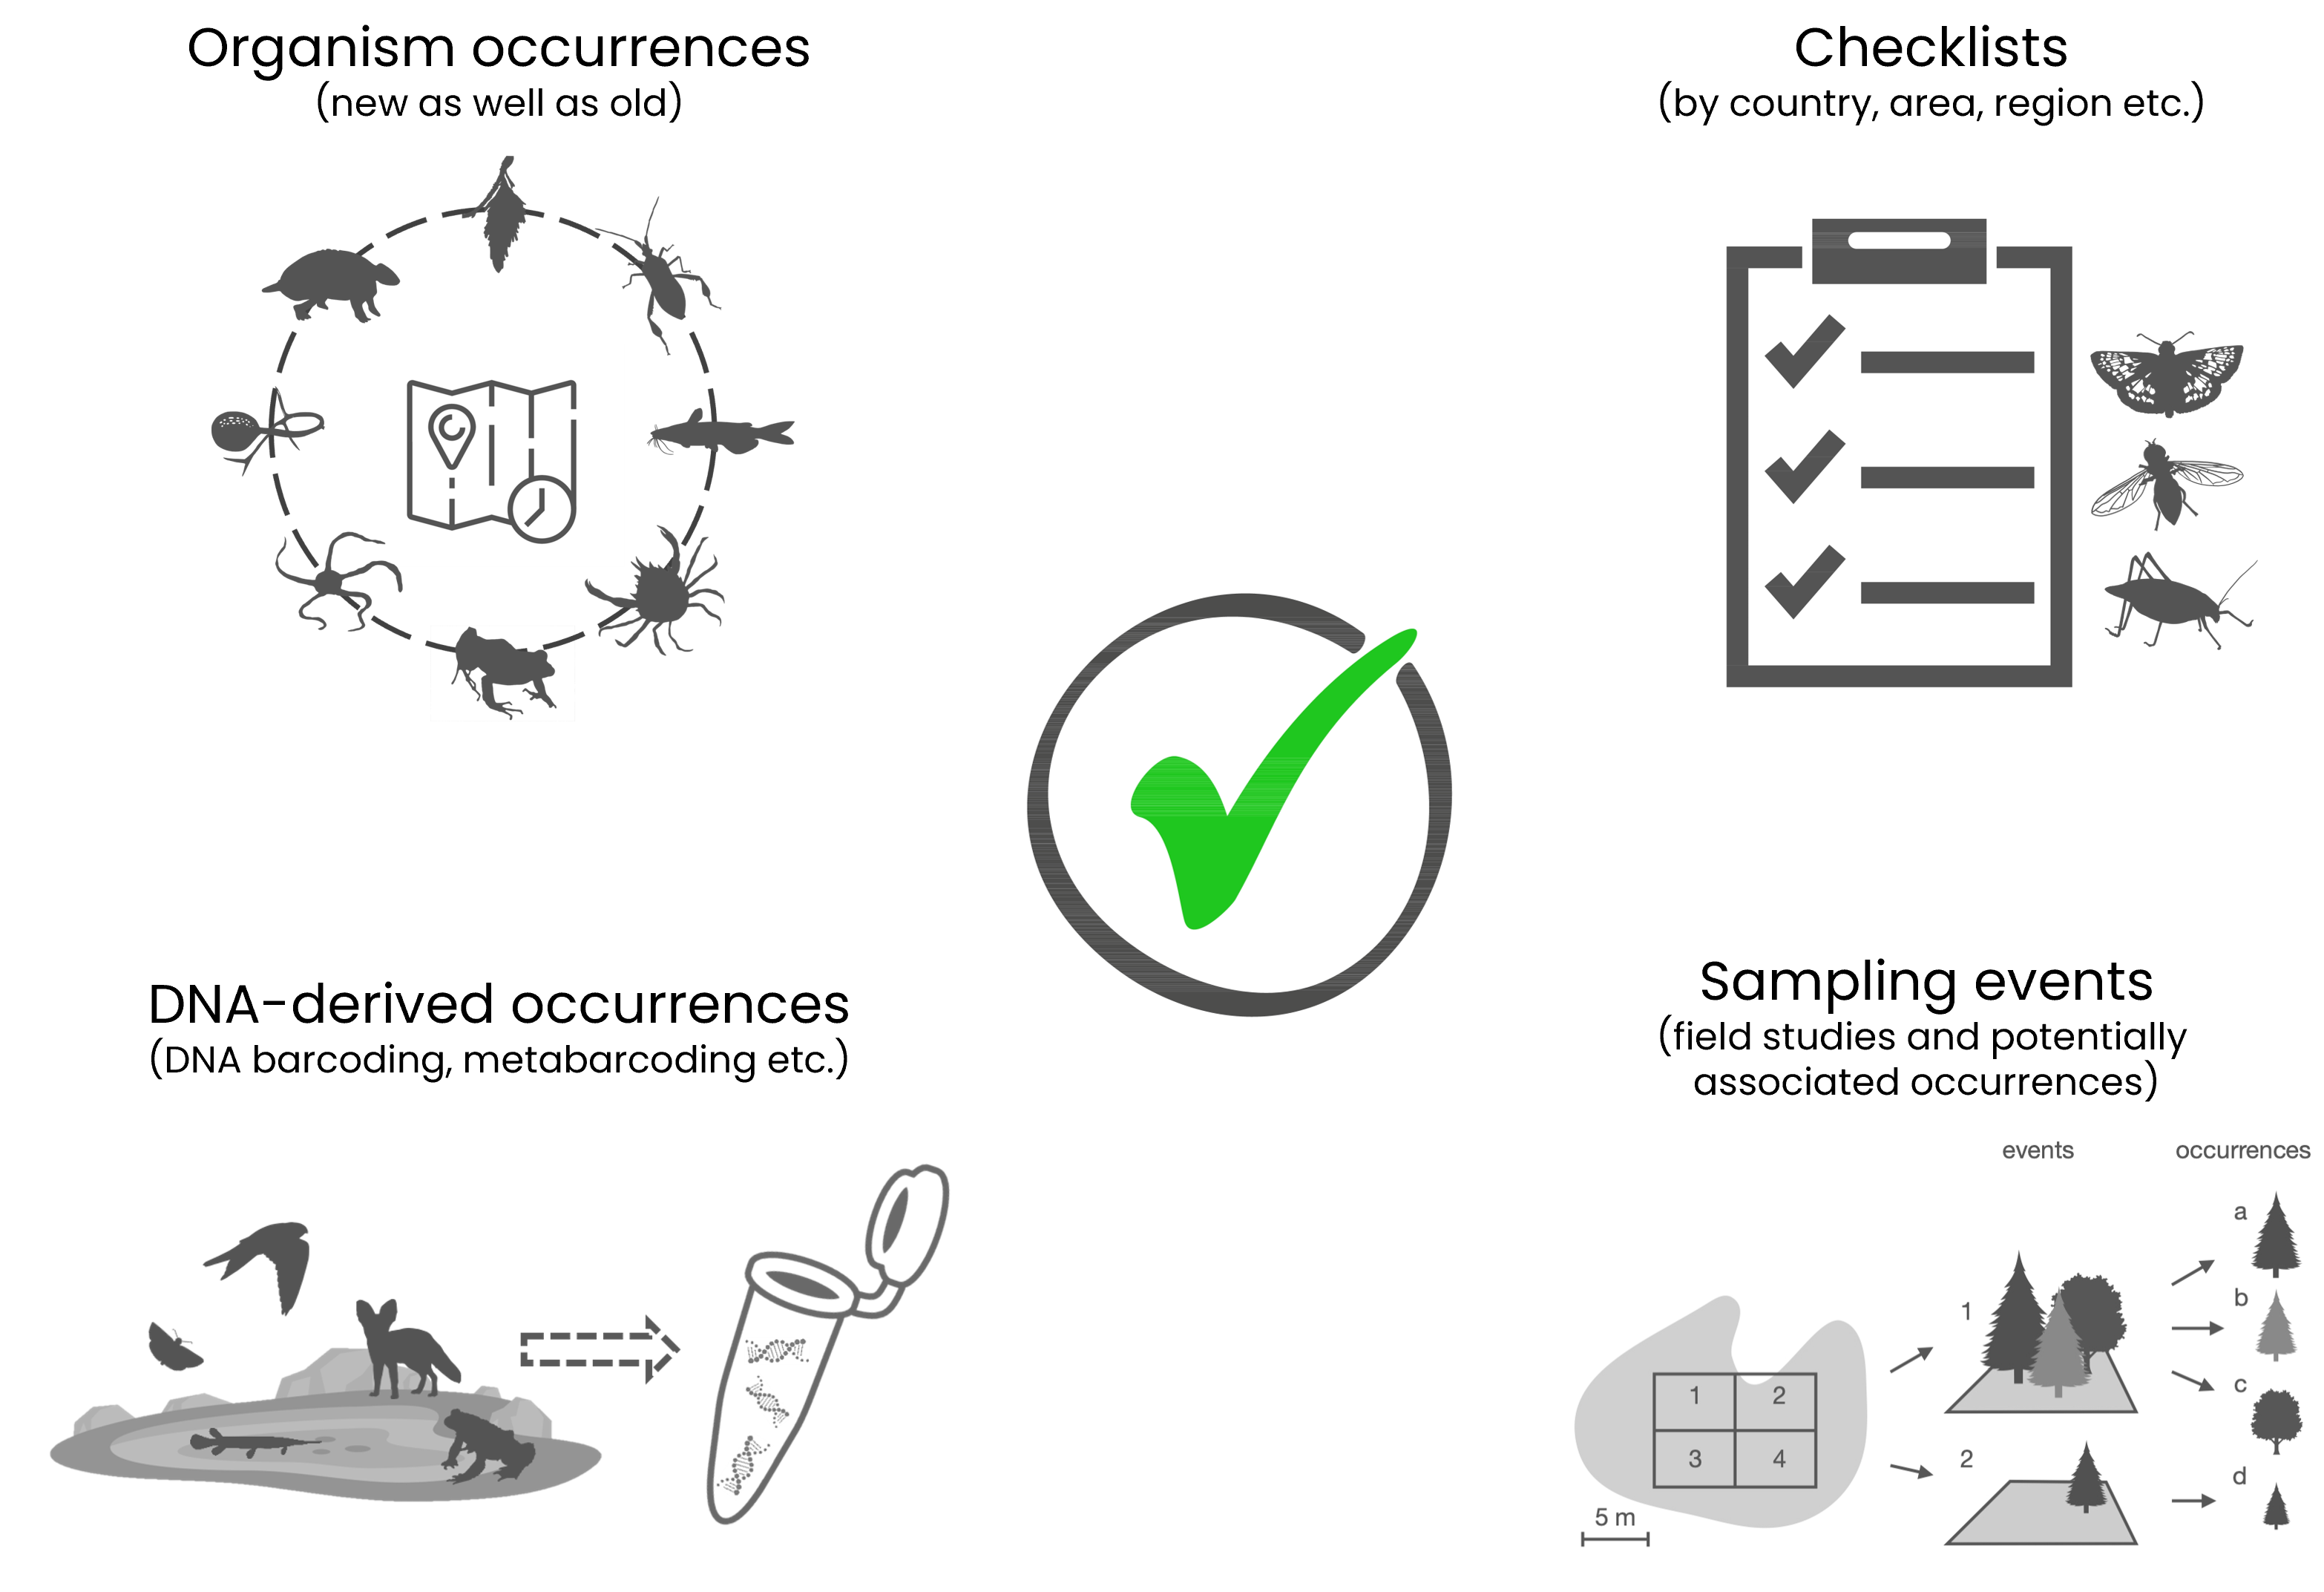 Organism occurrences
(new as well as old)
Checklists
(by country, area, region etc.)
DNA-derived occurrences
(DNA barcoding, metabarcoding etc.)
Sampling events
(field studies and potentially
associated occurrences)
events
occurrences
a
b
c
d
1
2
1
2
3
4
5 m